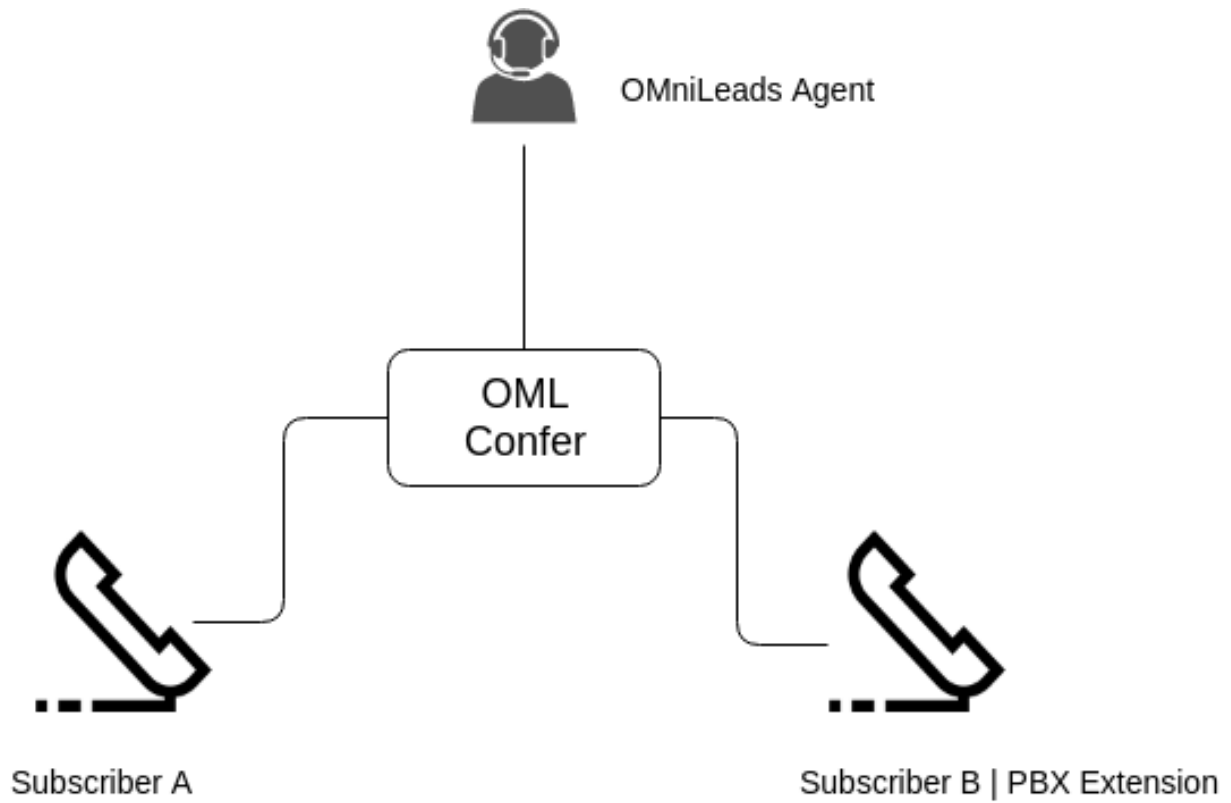 OMniLeads Agent
OML
Confer
Subscriber A
Subscriber B | PBX Extension